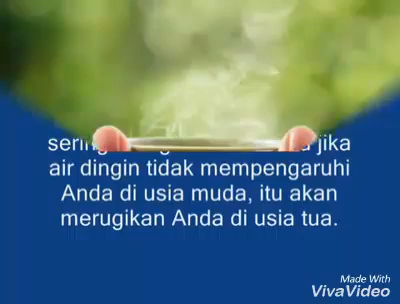 jika
air dingin tidak mempengaruhi
Anda di usia muda, itu akan
merugikan Anda di usia tua.
Made With
VivaVideo